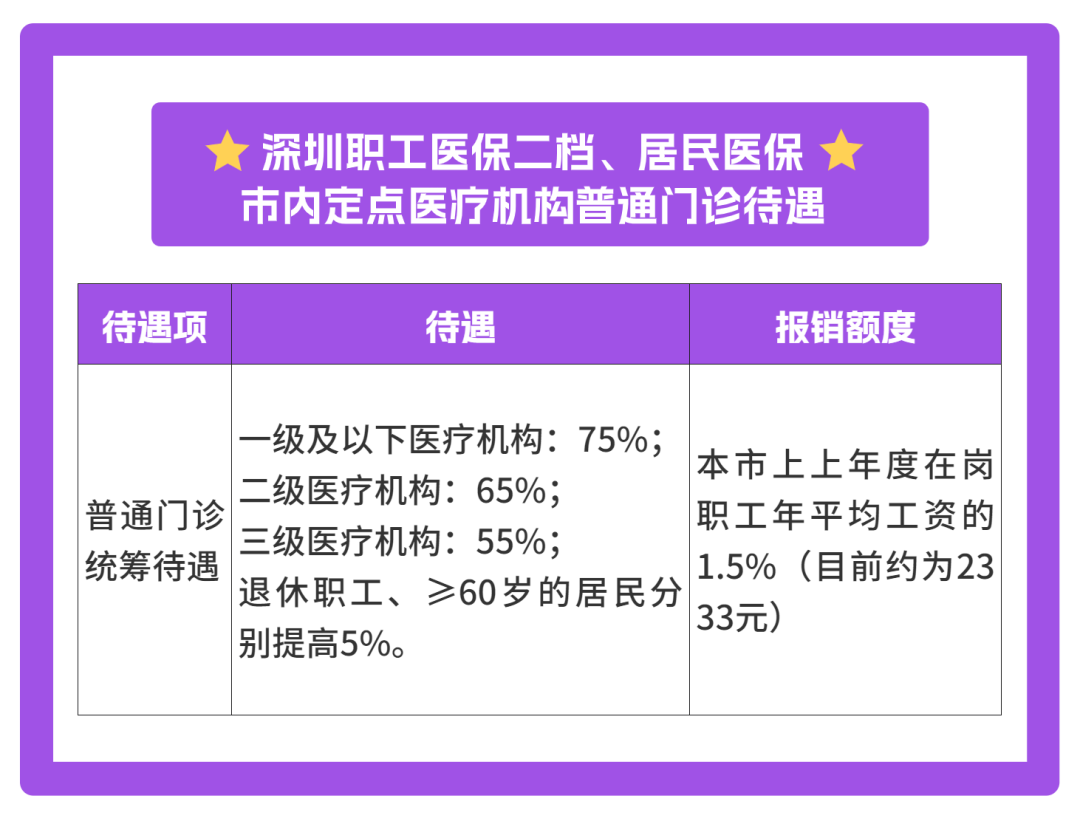 深圳职工医保二档、居民医保
市内定点医疗机构普通门诊待遇
待遇项
待遇
报销额度
普通门诊
统筹待遇
一级及以下医疗机构：75%；
二级医疗机构：65%；
三级医疗机构：55%；
退休职工、≥60岁的居民分
别提高5%。
本市上上年度在岗
职工年平均工资的
1.5%（目前约为23
33元）